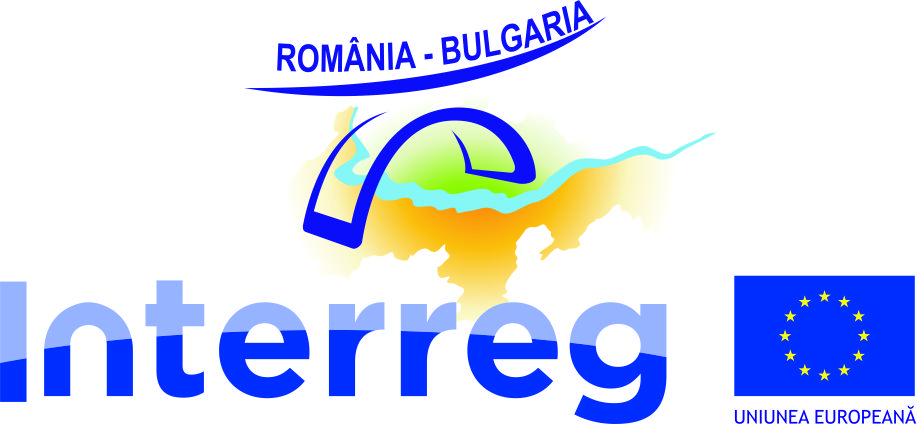 ROMÂNIA - BULGARIA
Interreg
UNIUNEA EUROPEANĂ